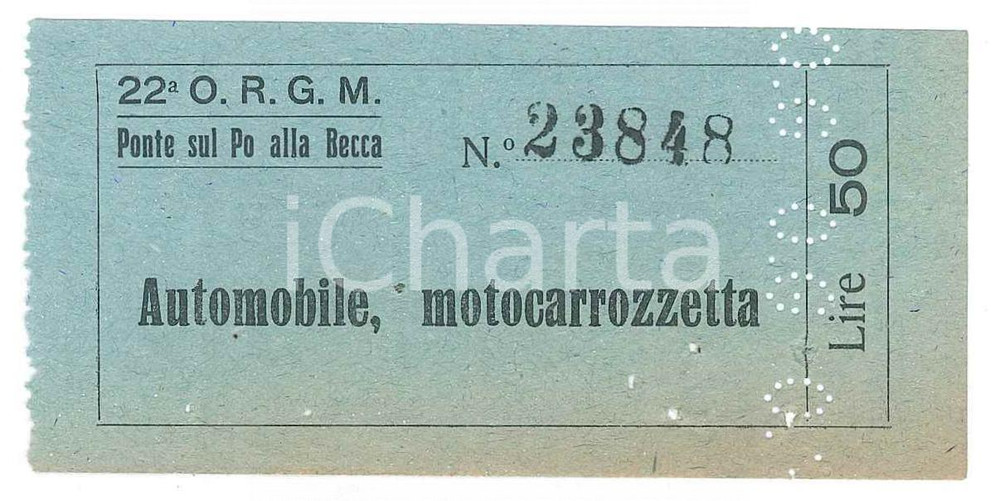 22ª O. R. G. M.
Ponte sul Po alla Becca
N.º 23848
Automobile, motocarrozzetta
Lire 50
iCharta